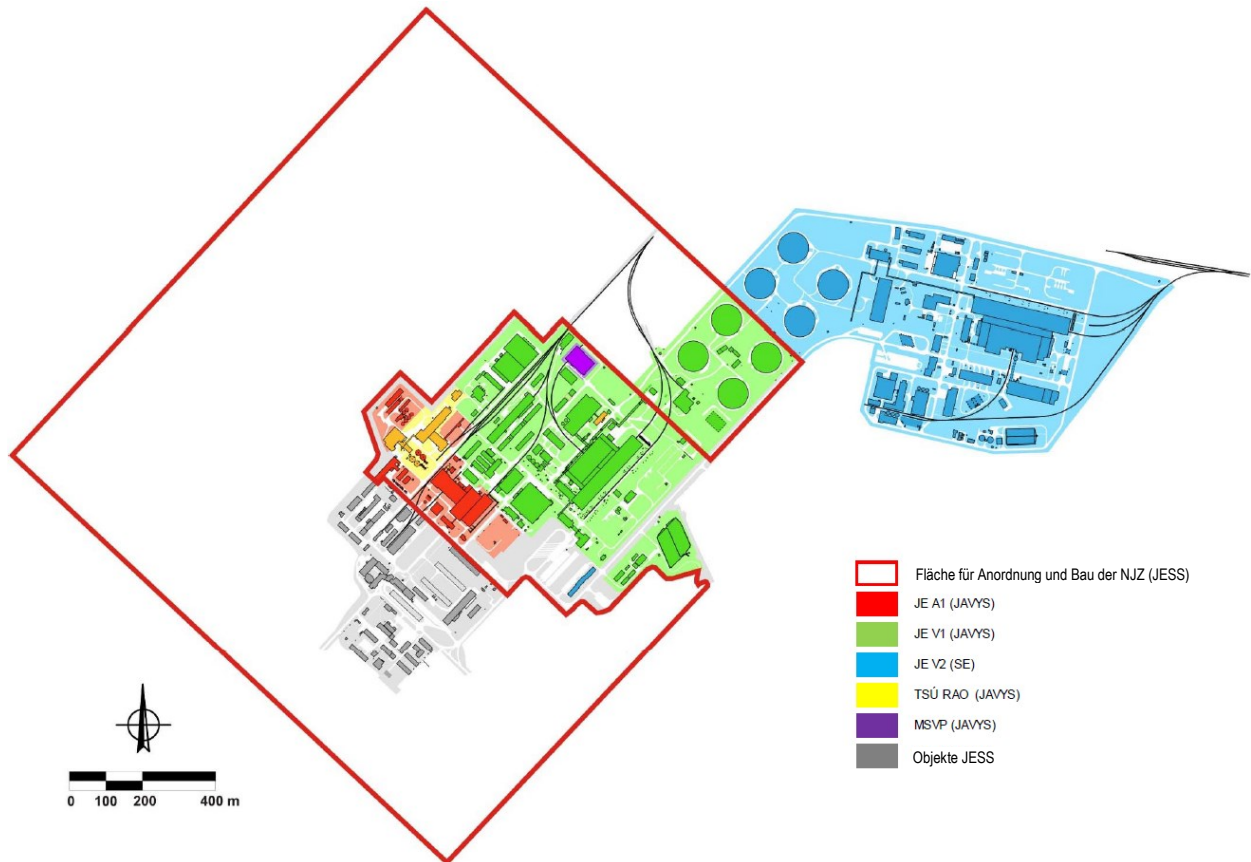 Fläche für Anordnung und Bau der NJZ (JESS)
JE A1 (JAVYS)
JE V1 (JAVYS)
JE V2 (SE)
TSÚ RAO (JAVYS)
MSVP (JAVYS)
Objekte JESS
0 100 200 400 m